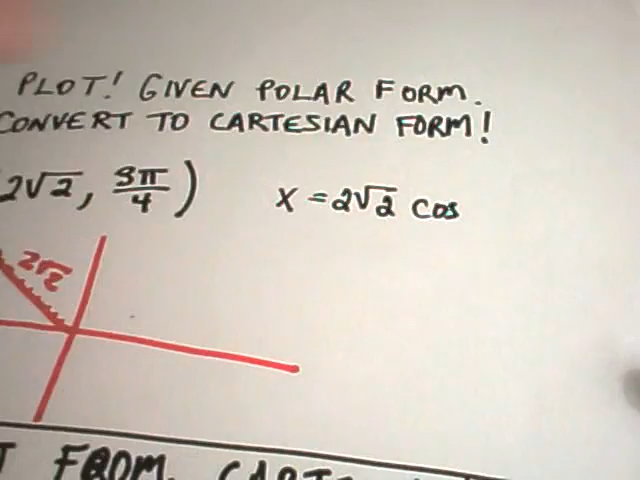 PLOT! GIVEN POLAR FORM.
CONVERT TO CARTESIAN FORM!
2√2, 3π/4) x = 2√2 cos
2√2
FROM